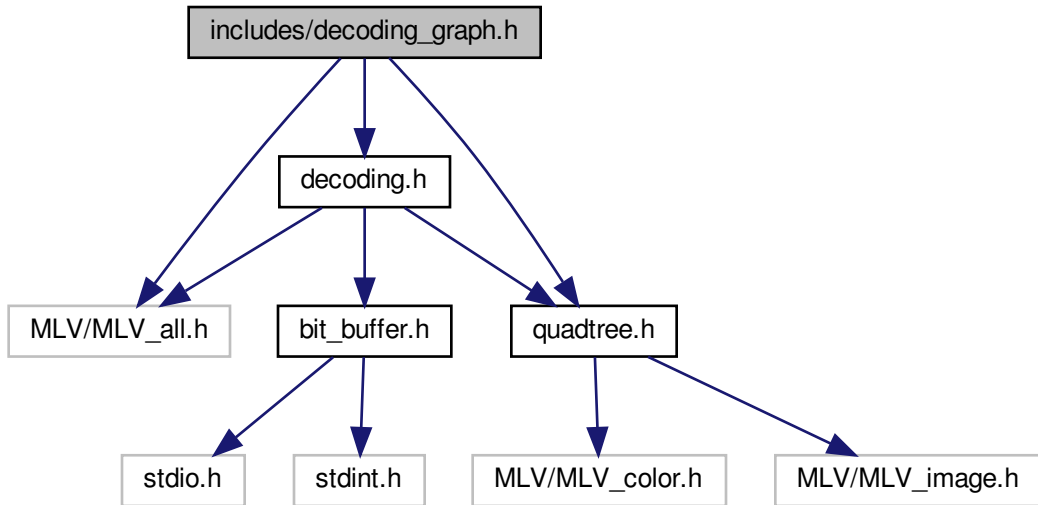 includes/decoding_graph.h
decoding.h
MLV/MLV_all.h
bit_buffer.h
quadtree.h
stdio.h
stdint.h
MLV/MLV_color.h
MLV/MLV_image.h